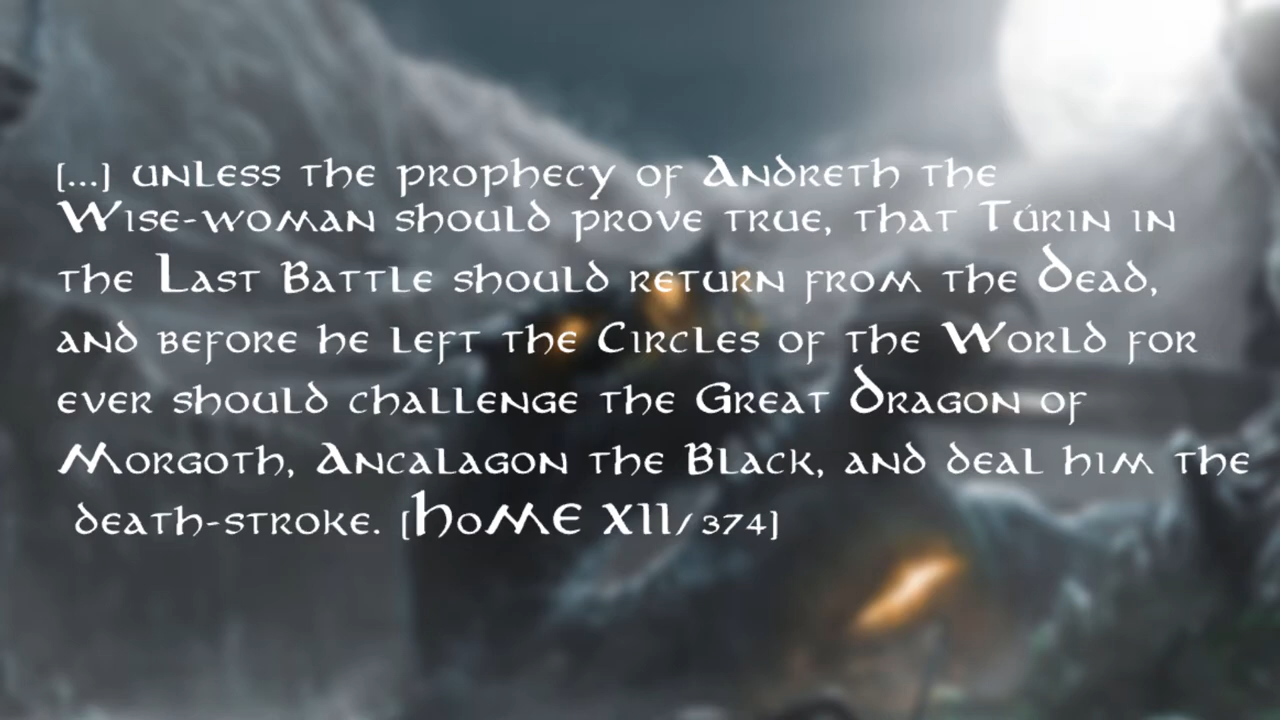 [...] unless the prophecy of Andreth the
Wise-woman should prove true, that Túrin in
the Last Battle should return from the Dead,
and before he left the Circles of the World for
ever should challenge the Great Dragon of
Morgoth, Ancalagon the Black, and deal him the
death-stroke. [HoME XII/374]